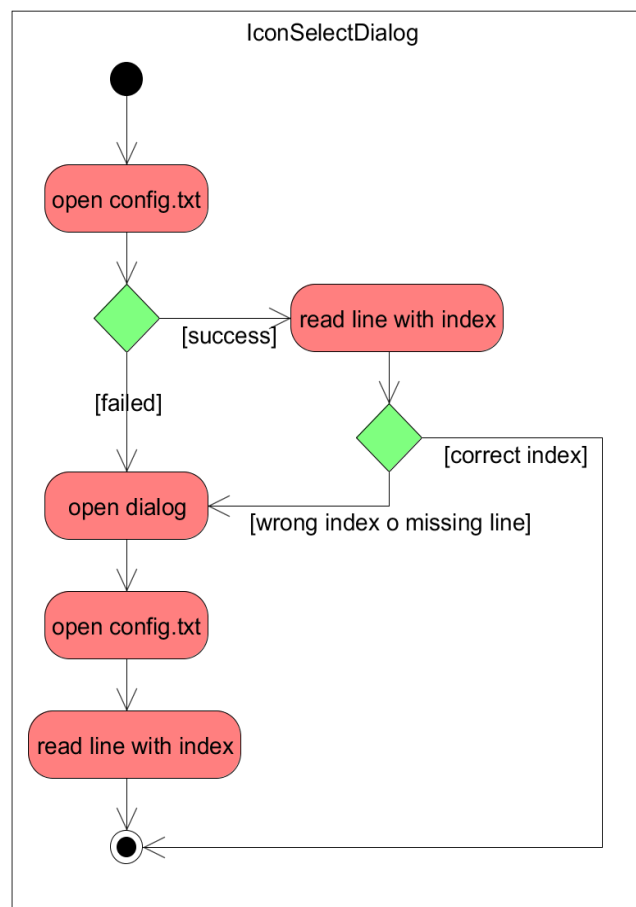 IconSelectDialog
open config.txt
read line with index
[success]
[failed]
[correct index]
open dialog
[wrong index o missing line]
open config.txt
read line with index